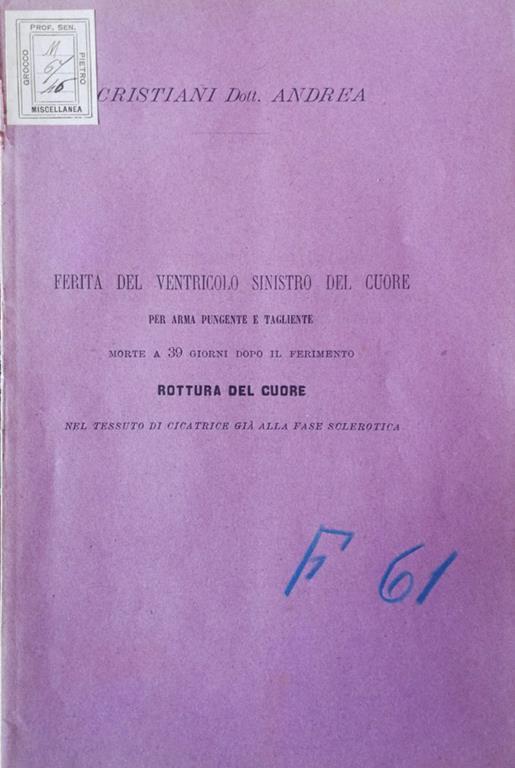 PROF. SEN.
GROCCO
PIETRO
M
61
MISCELLANEA
CRISTIANI Dott. ANDREA
FERITA DEL VENTRICOLO SINISTRO DEL CUORE
PER ARMA PUNGENTE E TAGLIENTE
MORTE A 39 GIORNI DOPO IL FERIMENTO
ROTTURA DEL CUORE
NEL TESSUTO DI CICATRICE GIÀ ALLA FASE SCLEROTICA
F 61